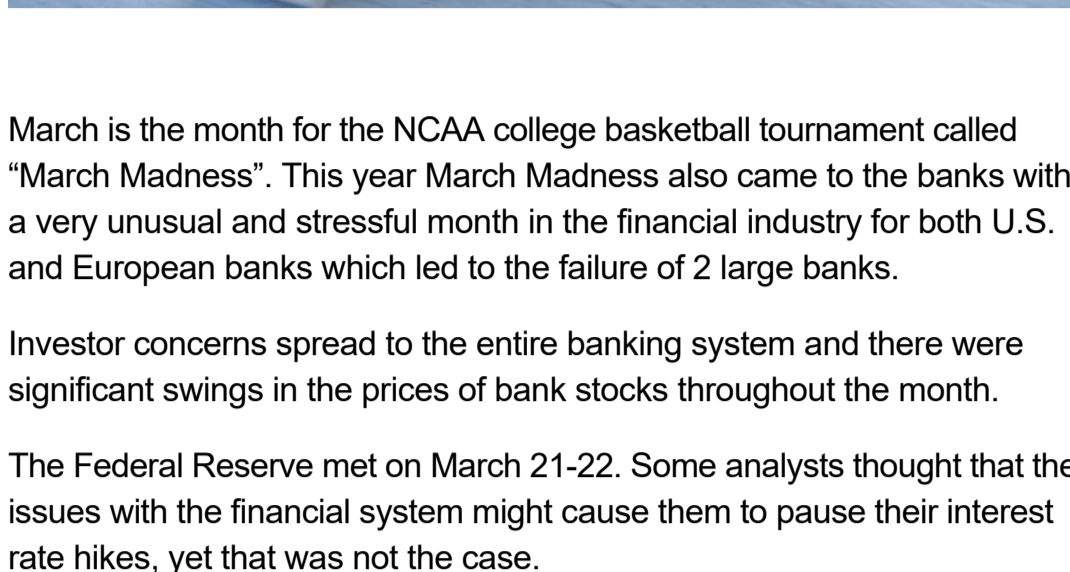 March is the month for the NCAA college basketball tournament called
“March Madness”. This year March Madness also came to the banks with
a very unusual and stressful month in the financial industry for both U.S.
and European banks which led to the failure of 2 large banks.
Investor concerns spread to the entire banking system and there were
significant swings in the prices of bank stocks throughout the month.
The Federal Reserve met on March 21-22. Some analysts thought that the
issues with the financial system might cause them to pause their interest
rate hikes, yet that was not the case.